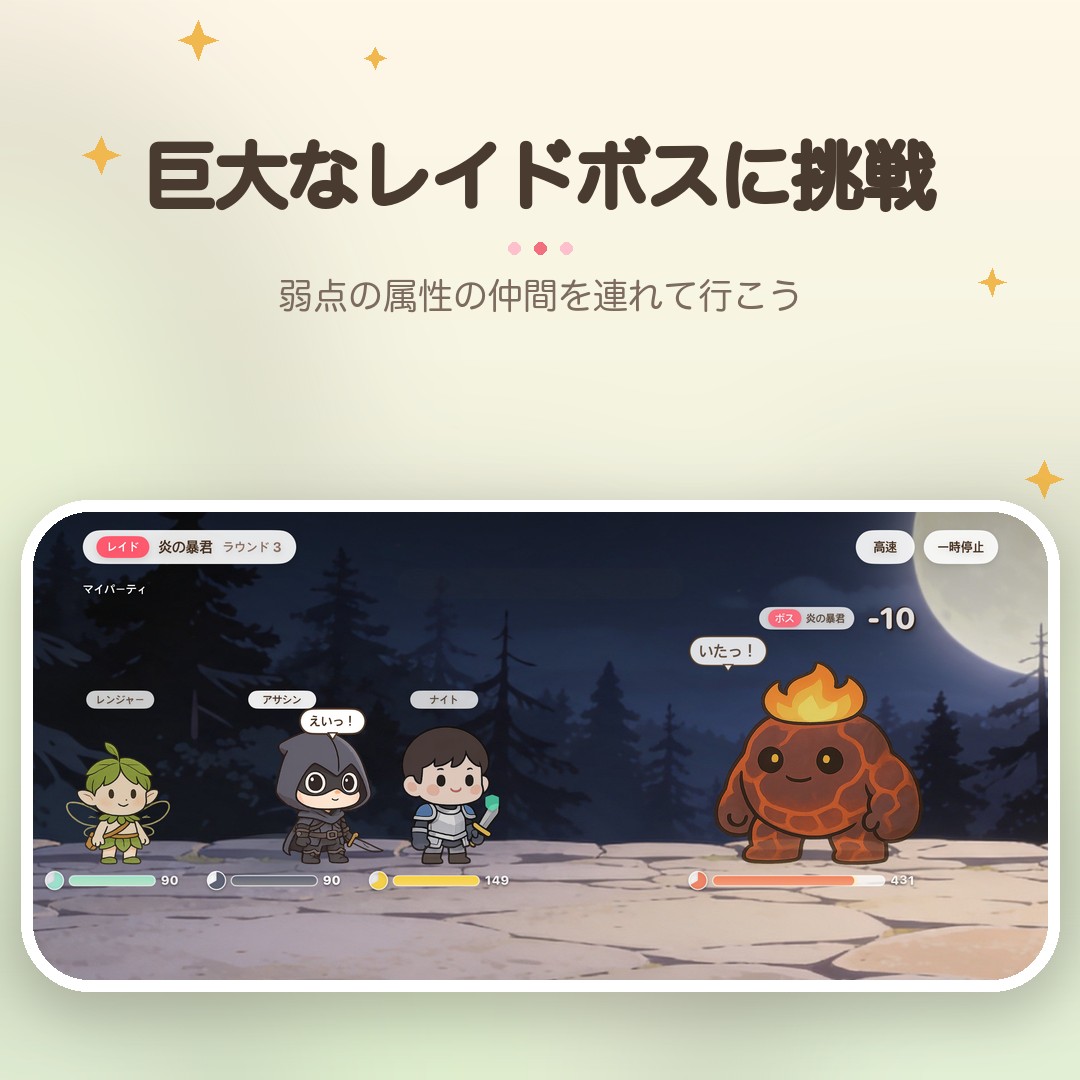 巨大なレイドボスに挑戦
弱点の属性の仲間を連れて行こう
レイド 炎の暴君 ラウンド 3
高速
一時停止
マイパーティ
ボス 炎の暴君
-10
いたっ！
レンジャー
アサシン
ナイト
えいっ！
90
90
149
431